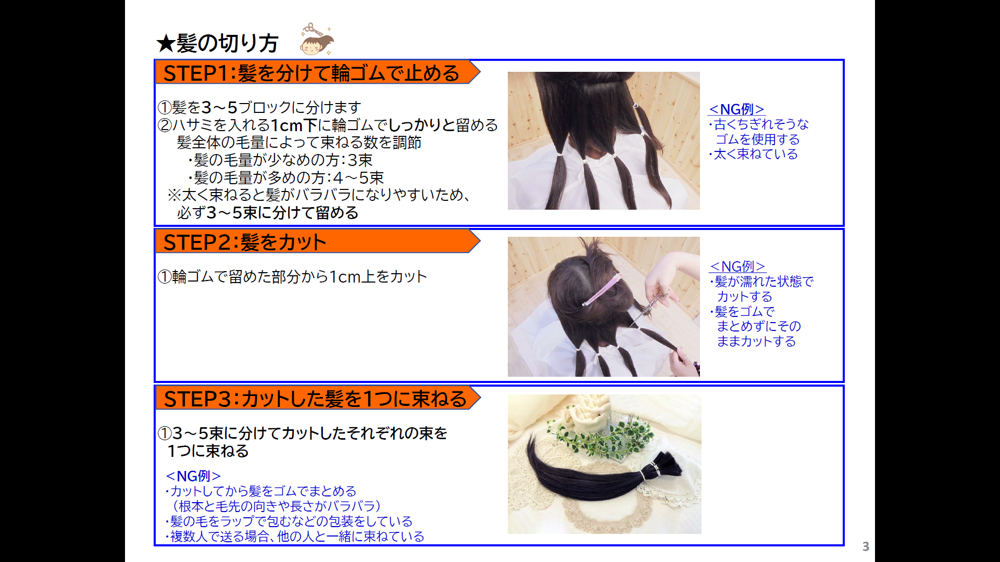 ★髪の切り方
STEP1：髪を分けて輪ゴムで止める
①髪を３～５ブロックに分けます
②ハサミを入れる1cm下に輪ゴムでしっかりと留める
髪全体の毛量によって束ねる数を調節
・髪の毛量が少なめの方：３束
・髪の毛量が多めの方：４～５束
※太く束ねると髪がバラバラになりやすいため、
必ず３～５束に分けて留める
＜NG例＞
・古くちぎれそうな
ゴムを使用する
・太く束ねている
STEP2：髪をカット
①輪ゴムで留めた部分から1cm上をカット
＜NG例＞
・髪が濡れた状態で
カットする
・髪をゴムで
まとめずにその
ままカットする
STEP3：カットした髪を1つに束ねる
①３～５束に分けてカットしたそれぞれの束を
1つに束ねる
＜NG例＞
・カットしてから髪をゴムでまとめる
（根本と毛先の向きや長さがバラバラ）
・髪の毛をラップで包むなどの包装をしている
・複数人で送る場合、他の人と一緒に束ねている
3